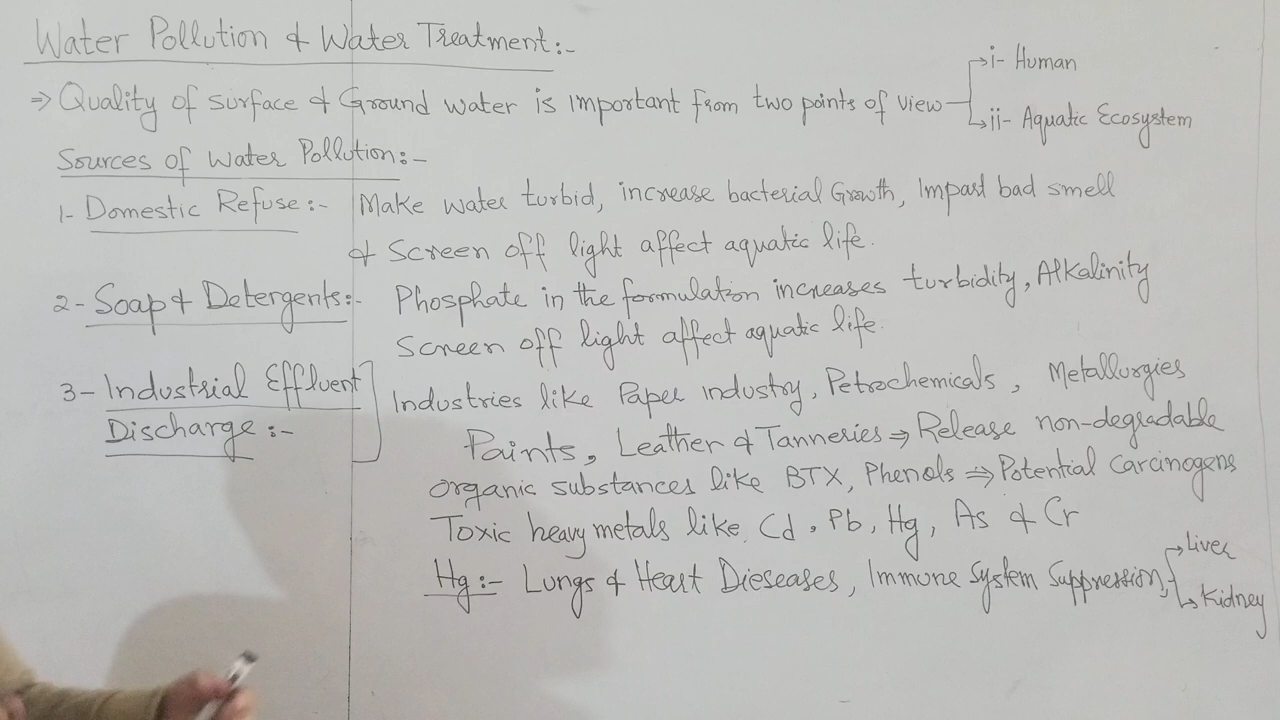 Water Pollution & Water Treatment:-
⇒ Quality of surface & Ground water is important from two points of view
i- Human
ii- Aquatic Ecosystem
Sources of Water Pollution:-
1- Domestic Refuse:- Make water turbid, increase bacterial Growth, Impart bad smell
& Screen off light affect aquatic life.
2- Soap & Detergents:- Phosphate in the formulation increases turbidity, Alkalinity
Screen off light affect aquatic life.
3- Industrial Effluent Discharge:-
Industries like Paper industry, Petrochemicals, Metallurgies
Paints, Leather & Tanneries ⇒ Release non-degradable
organic substances like BTX, Phenols ⇒ Potential Carcinogens
Toxic heavy metals like Cd, Pb, Hg, As & Cr
Hg:- Lungs & Heart Dieseases, Immune System Suppression,
Liver
Kidney